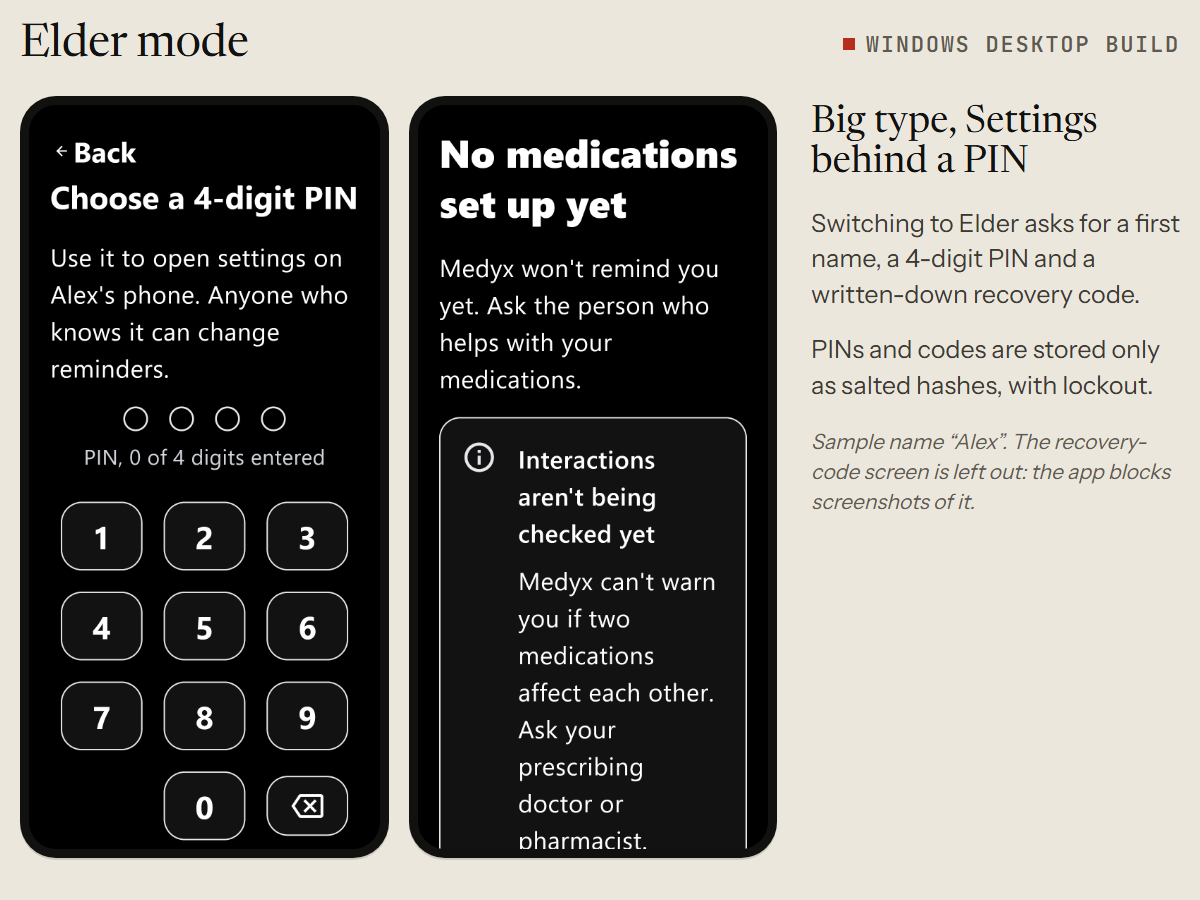 Elder mode
WINDOWS DESKTOP BUILD
Back
Choose a 4-digit PIN
Use it to open settings on
Alex's phone. Anyone who
knows it can change
reminders.
PIN, 0 of 4 digits entered
1 2 3
4 5 6
7 8 9
0
No medications
set up yet
Medyx won't remind you
yet. Ask the person who
helps with your
medications.
Interactions
aren't being
checked yet
Medyx can't warn
you if two
medications
affect each other.
Ask your
prescribing
doctor or
pharmacist.
Big type, Settings
behind a PIN
Switching to Elder asks for a first
name, a 4-digit PIN and a
written-down recovery code.
PINs and codes are stored only
as salted hashes, with lockout.
Sample name “Alex”. The recovery-
code screen is left out: the app blocks
screenshots of it.